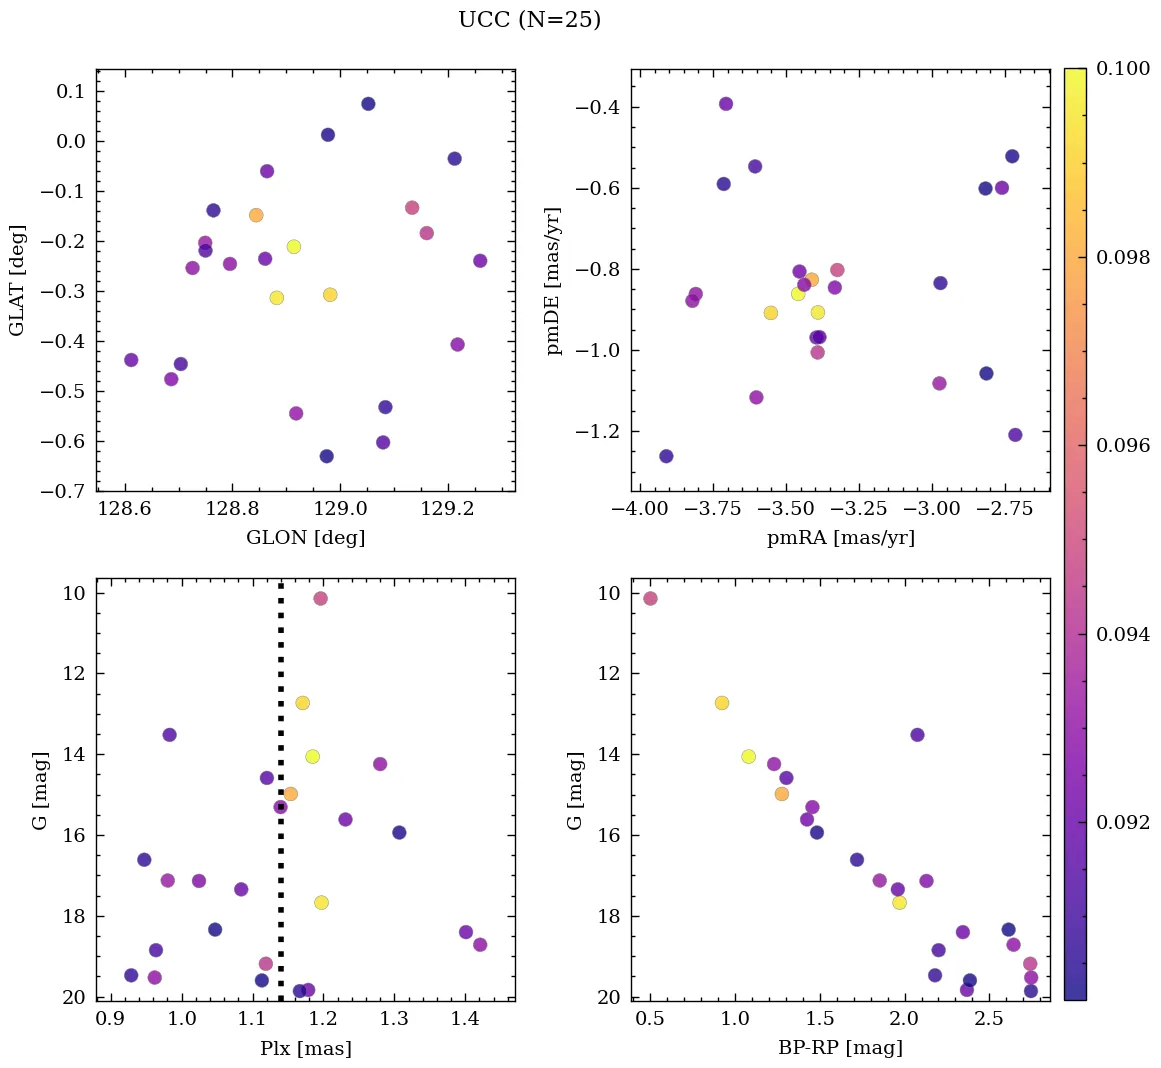 UCC (N=25)
0.1
0.0
−0.1
−0.2
−0.3
−0.4
−0.5
−0.6
−0.7
GLAT [deg]
128.6 128.8 129.0 129.2
GLON [deg]
−0.4
−0.6
−0.8
−1.0
−1.2
pmDE [mas/yr]
−4.00 −3.75 −3.50 −3.25 −3.00 −2.75
pmRA [mas/yr]
10
12
14
16
18
20
G [mag]
0.9 1.0 1.1 1.2 1.3 1.4
Plx [mas]
10
12
14
16
18
20
G [mag]
0.5 1.0 1.5 2.0 2.5
BP-RP [mag]
0.100
0.098
0.096
0.094
0.092